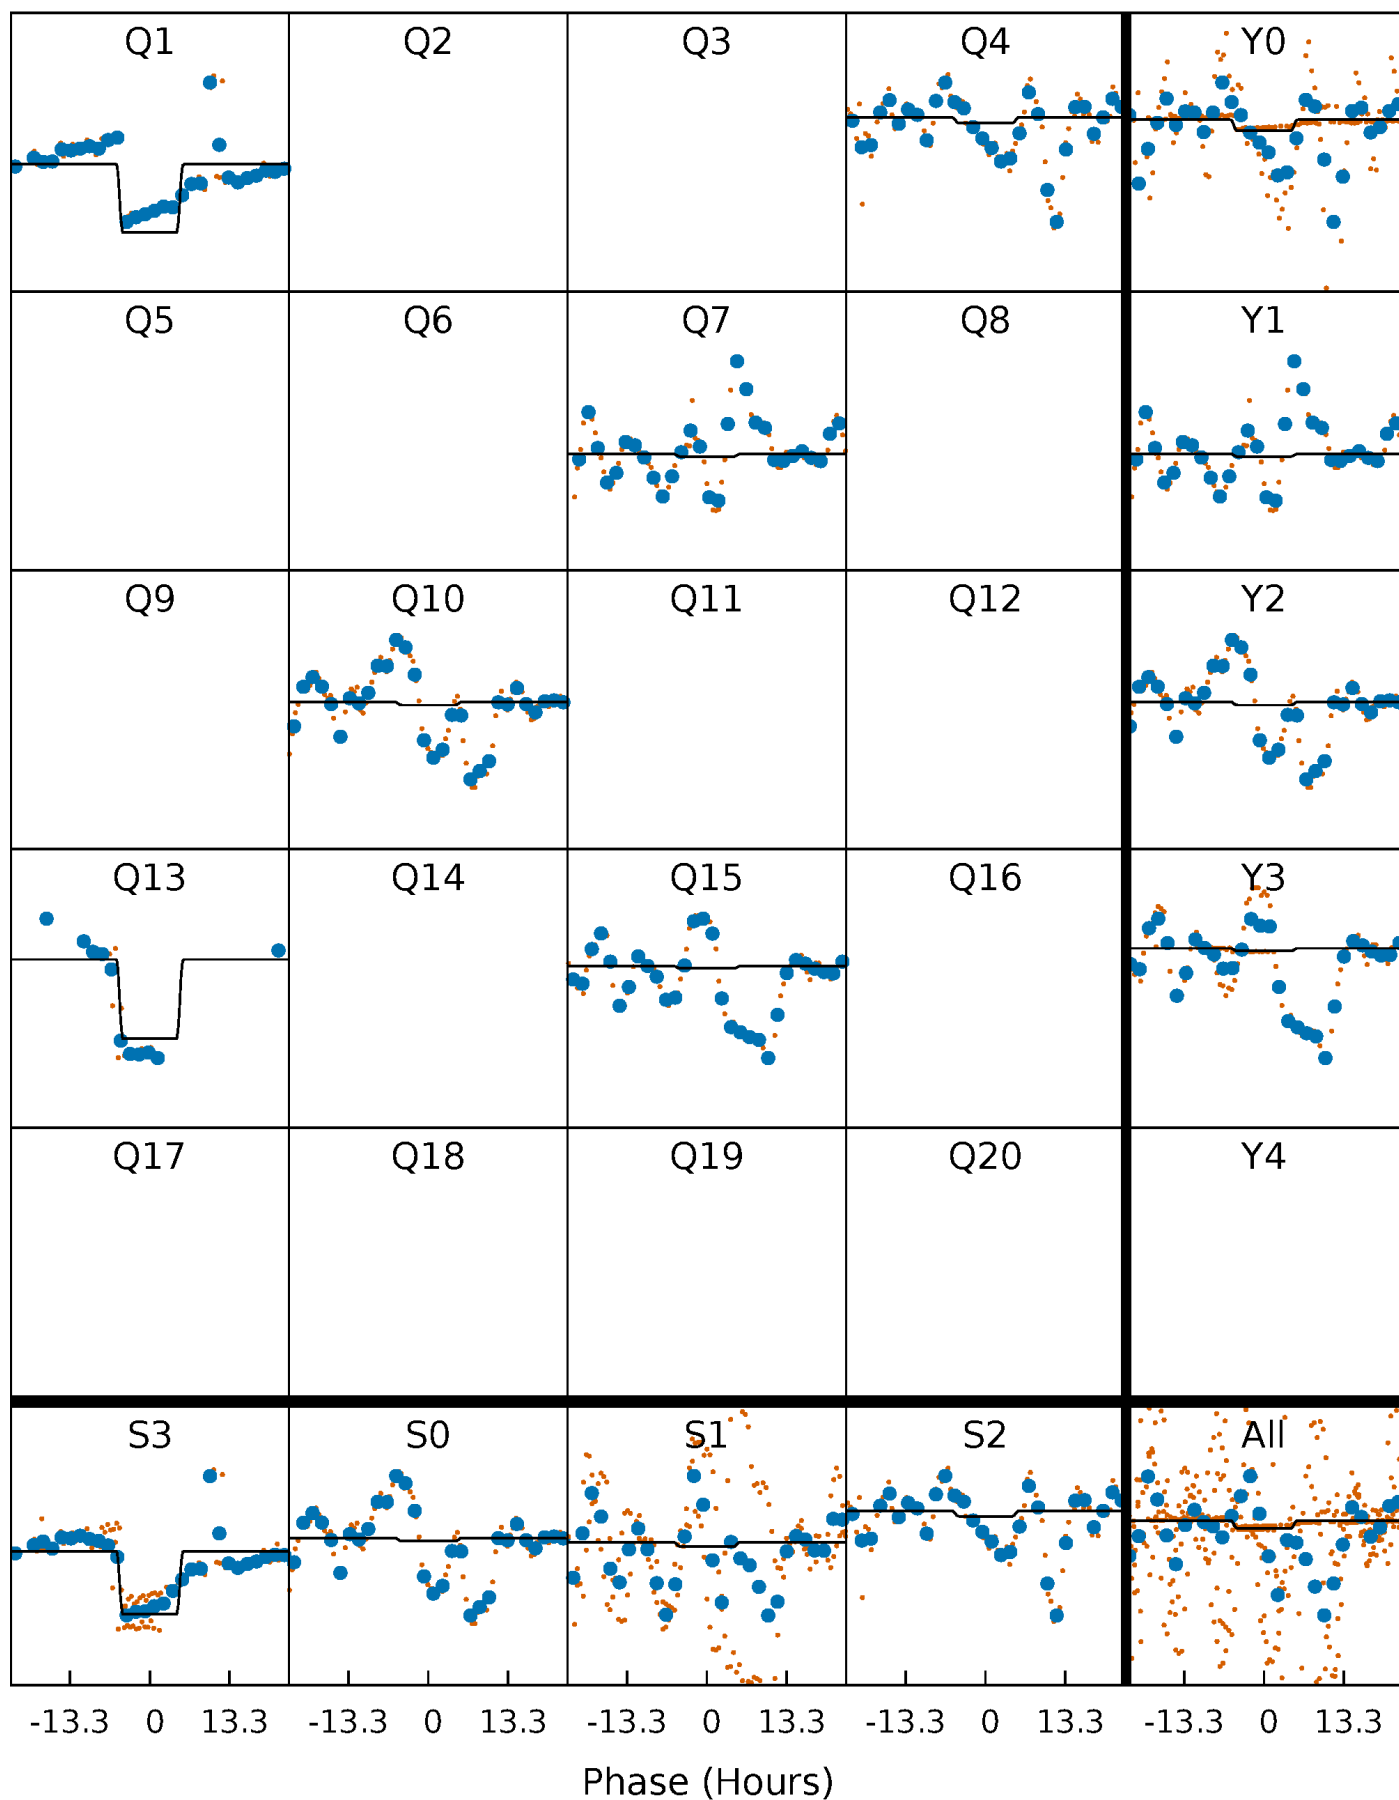 Q1 Q2 Q3 Q4 Y0
Q5 Q6 Q7 Q8 Y1
Q9 Q10 Q11 Q12 Y2
Q13 Q14 Q15 Q16 Y3
Q17 Q18 Q19 Q20 Y4
S3 S0 S1 S2 All
-13.3 0 13.3 -13.3 0 13.3 -13.3 0 13.3 -13.3 0 13.3 -13.3 0 13.3
Phase (Hours)